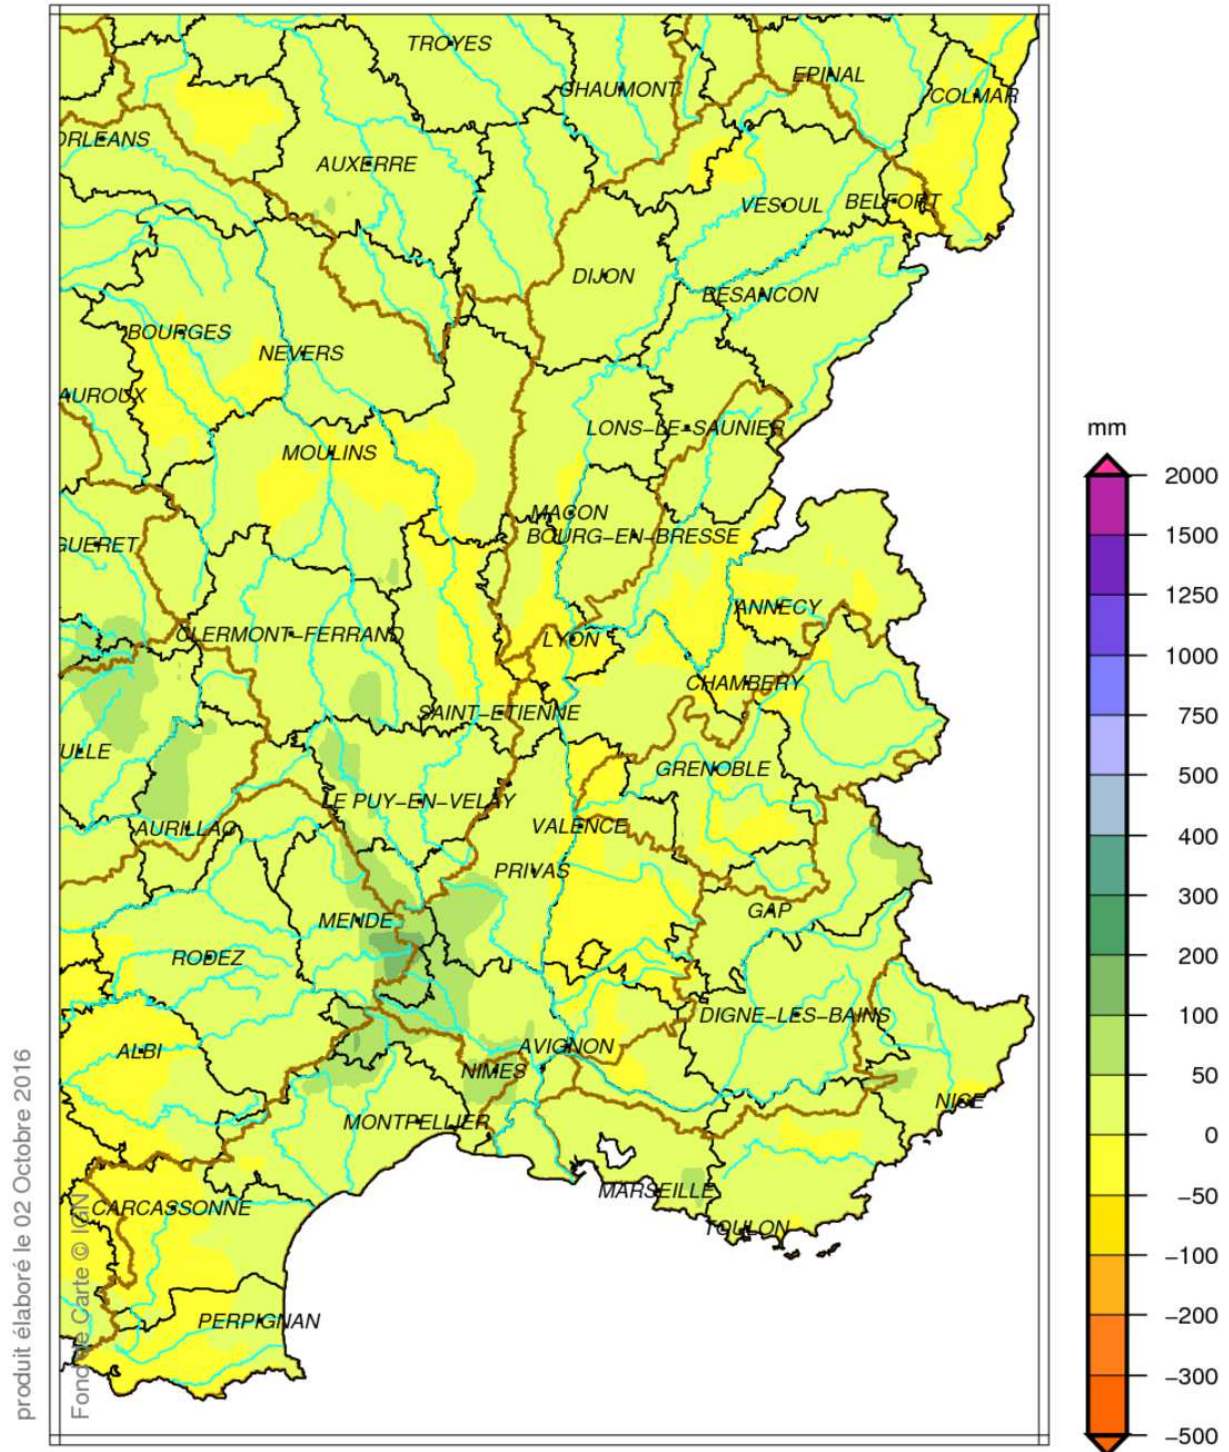 TROYES
CHAUMONT
EPINAL
COLMAR
ORLEANS
AUXERRE
VESOUL
BELFORT
DIJON
BESANCON
BOURGES
NEVERS
AUROUX
LONS-LE-SAUNIER
MOULINS
MACON
BOURG-EN-BRESSE
GUERET
ANNECY
CLERMONT-FERRAND
LYON
CHAMBERY
SAINT-ETIENNE
ULLE
GRENOBLE
LE PUY-EN-VELAY
VALENCE
AURILLAC
PRIVAS
GAP
MENDE
RODEZ
DIGNE-LES-BAINS
ALBI
AVIGNON
NIMES
NICE
MONTPELLIER
MARSEILLE
CARCASSONNE
TOULON
PERPIGNAN
mm
2000
1500
1250
1000
750
500
400
300
200
100
50
0
-50
-100
-200
-300
-500
produit élaboré le 02 Octobre 2016
Fond de Carte © IGN